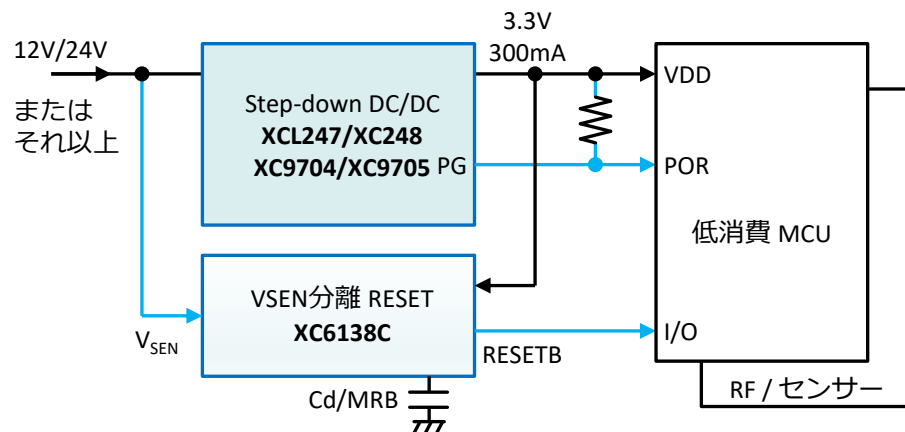 12V/24V
または
それ以上
Step-down DC/DC
XCL247/XC248
XC9704/XC9705
PG
3.3V
300mA
VDD
POR
低消費 MCU
I/O
VSEN分離 RESET
XC6138C
VSEN
RESETB
Cd/MRB
RF / センサー